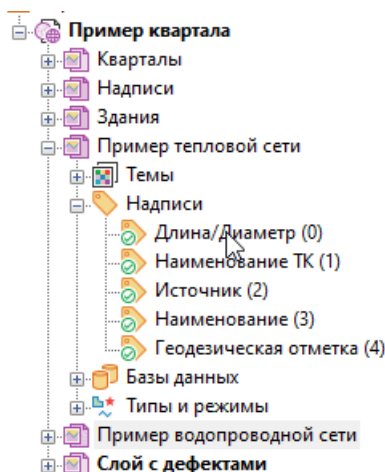 Пример квартала
Кварталы
Надписи
Здания
Пример тепловой сети
Темы
Надписи
Длина/Диаметр (0)
Наименование ТК (1)
Источник (2)
Наименование (3)
Геодезическая отметка (4)
Базы данных
Типы и режимы
Пример водопроводной сети
Слой с дефектами